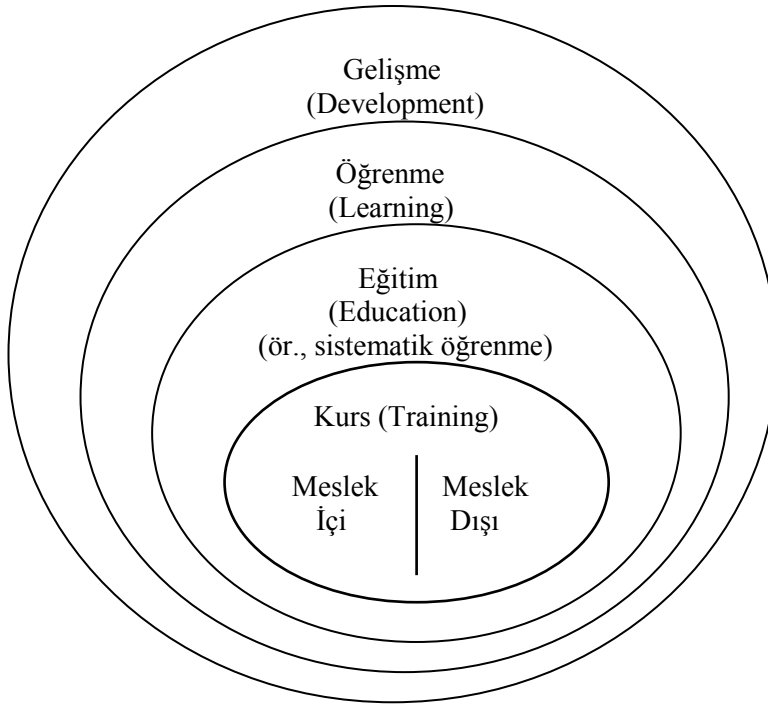 Gelişme
(Development)
Öğrenme
(Learning)
Eğitim
(Education)
(ör., sistematik öğrenme)
Kurs (Training)
Meslek
İçi
Meslek
Dışı